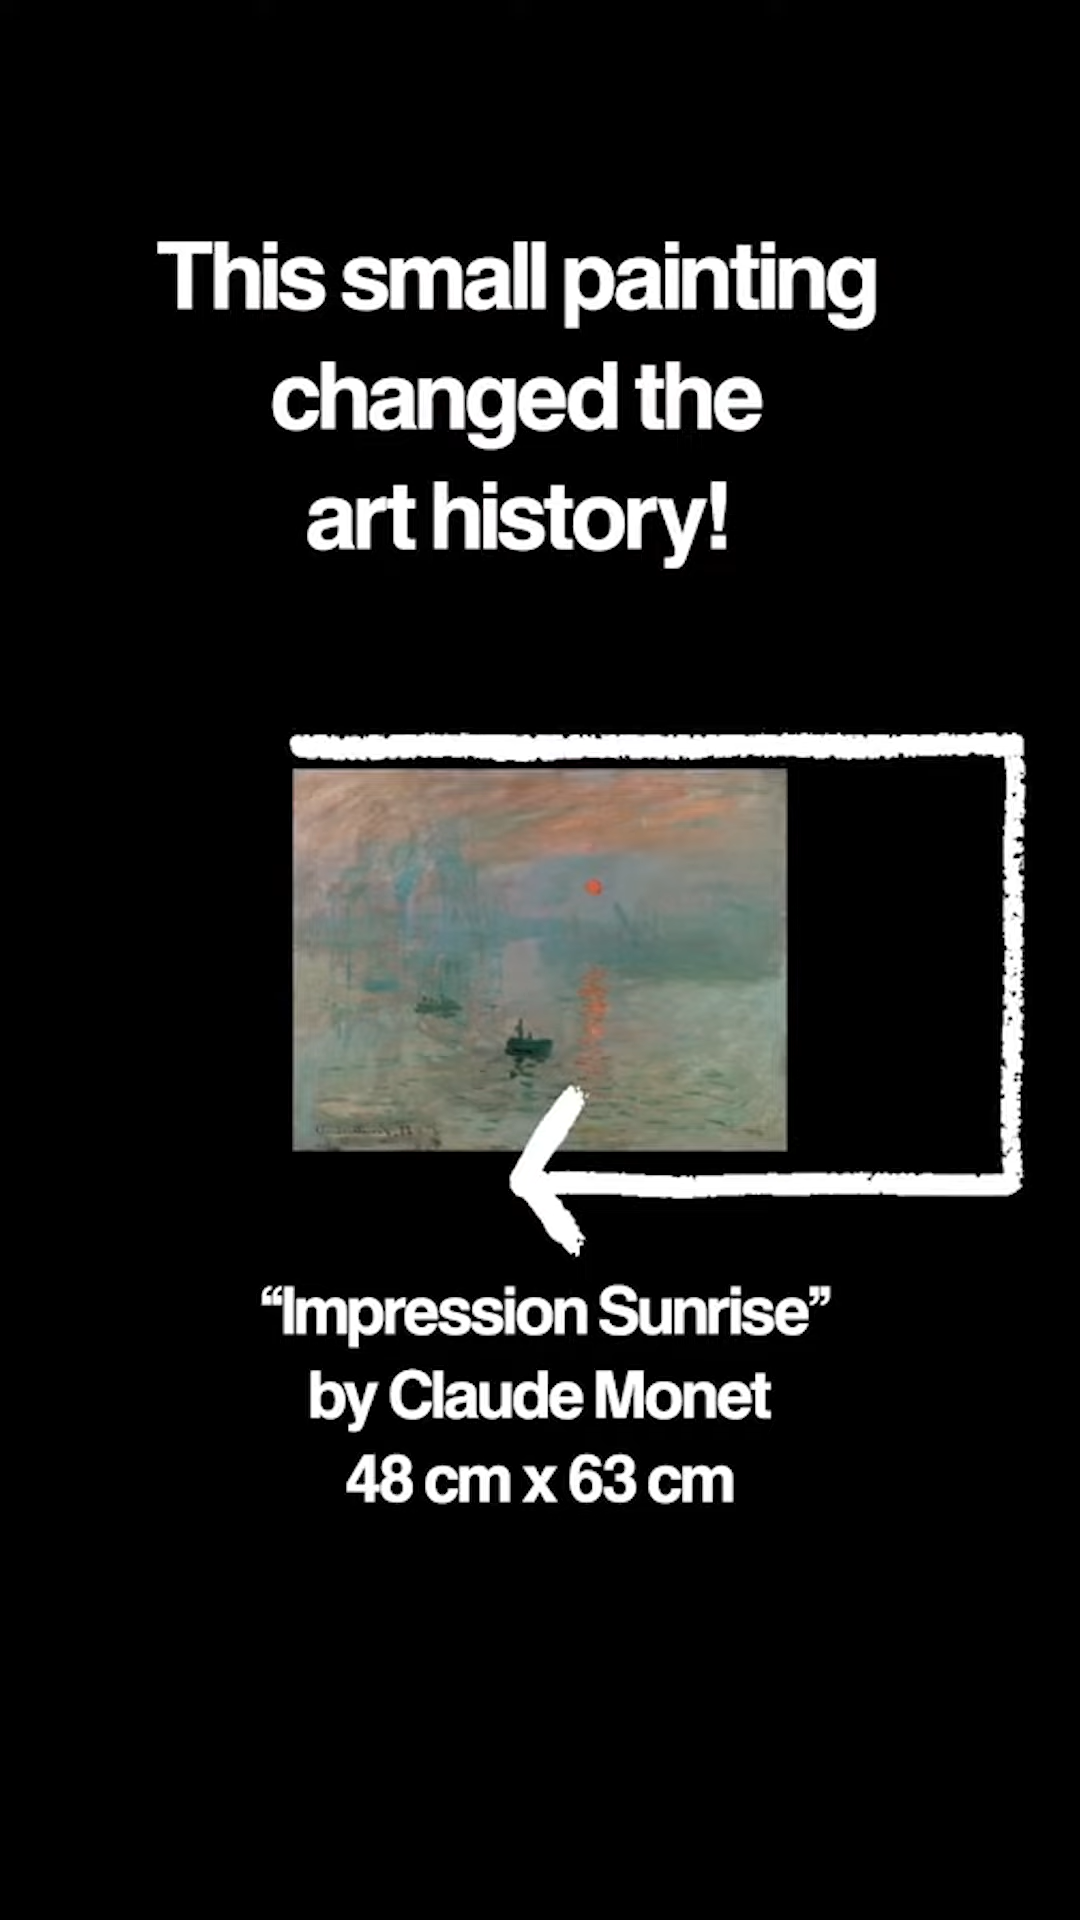 This small painting
changed the
art history!
“Impression Sunrise”
by Claude Monet
48 cm x 63 cm